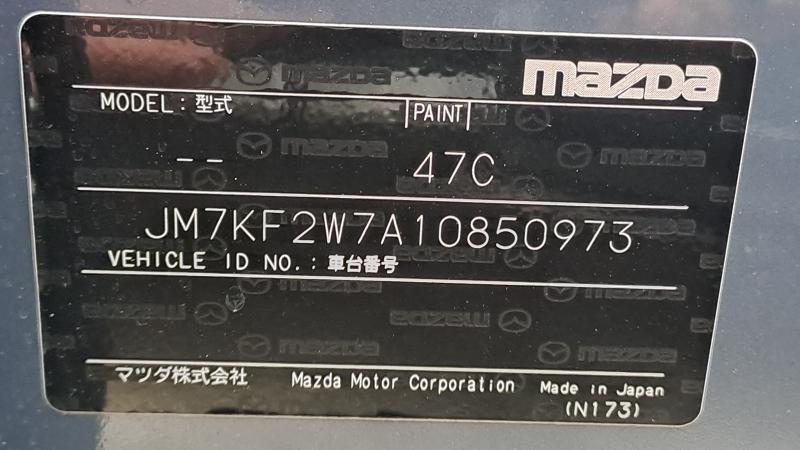 mazda
MODEL : 型式 PAINT
-- 47C
JM7KF2W7A10850973
VEHICLE ID NO. : 車台番号
マツダ株式会社 Mazda Motor Corporation Made in Japan
(N173)